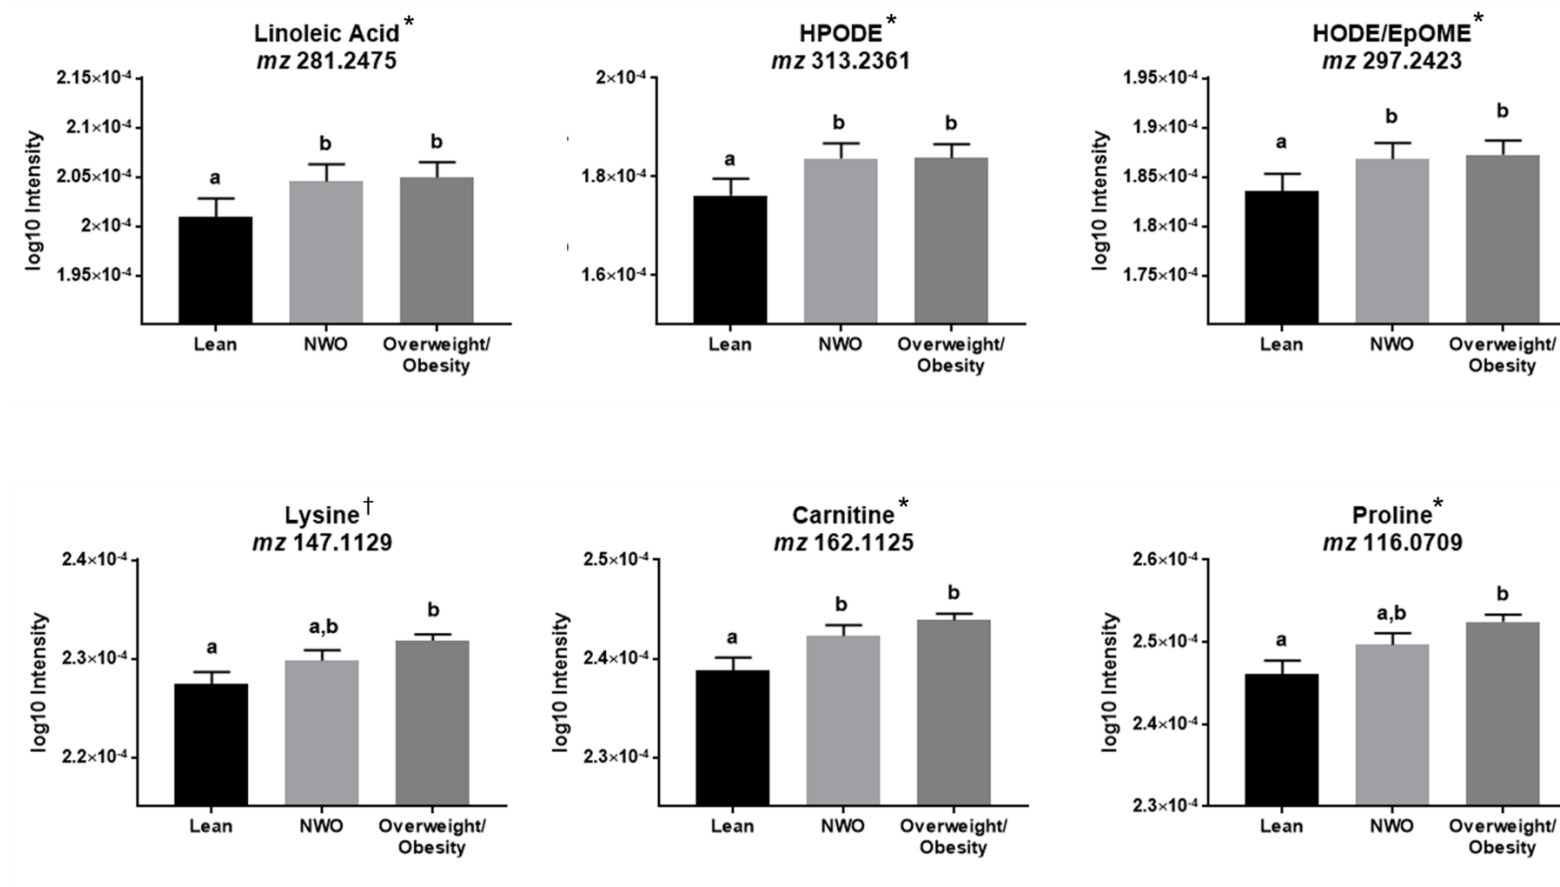 Linoleic Acid*
mz 281.2475
2.15×10-4
2.1×10-4
2.05×10-4
2×10-4
1.95×10-4
log10 Intensity
a
b
b
Lean
NWO
Overweight/
Obesity
HPODE*
mz 313.2361
2×10-4
1.8×10-4
1.6×10-4
a
b
b
Lean
NWO
Overweight/
Obesity
HODE/EpOME*
mz 297.2423
1.95×10-4
1.9×10-4
1.85×10-4
1.8×10-4
1.75×10-4
log10 Intensity
a
b
b
Lean
NWO
Overweight/
Obesity
Lysine†
mz 147.1129
2.4×10-4
2.3×10-4
2.2×10-4
log10 Intensity
a
a,b
b
Lean
NWO
Overweight/
Obesity
Carnitine*
mz 162.1125
2.5×10-4
2.4×10-4
2.3×10-4
log10 Intensity
a
b
b
Lean
NWO
Overweight/
Obesity
Proline*
mz 116.0709
2.6×10-4
2.5×10-4
2.4×10-4
2.3×10-4
log10 Intensity
a
a,b
b
Lean
NWO
Overweight/
Obesity